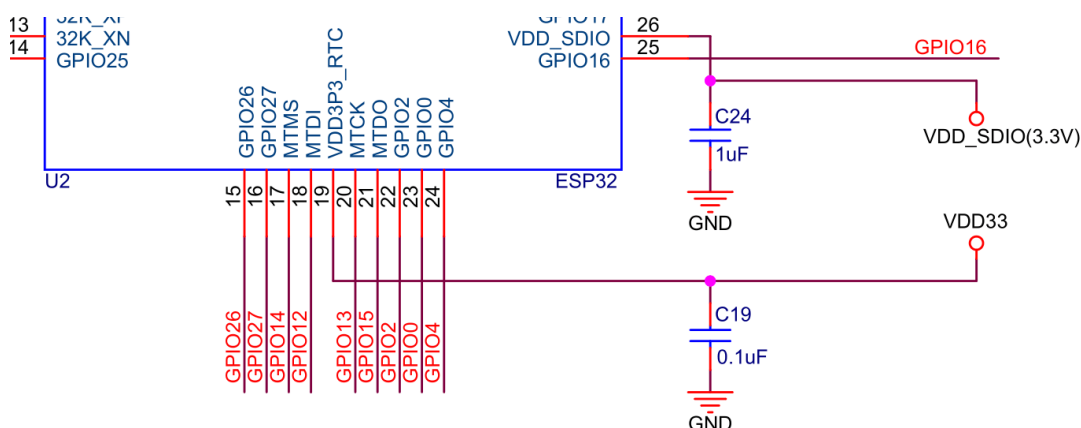 13
32K_XP
32K_XN
14
GPIO25
GPIO17
26
VDD_SDIO
25
GPIO16
GPIO16
GPIO26
GPIO27
MTMS
MTDI
VDD3P3_RTC
MTCK
MTDO
GPIO2
GPIO0
GPIO4
C24
1uF
VDD_SDIO(3.3V)
U2
ESP32
15
16
17
18
19
20
21
22
23
24
GND
VDD33
GPIO26
GPIO27
GPIO14
GPIO12
GPIO13
GPIO15
GPIO2
GPIO0
GPIO4
C19
0.1uF
GND